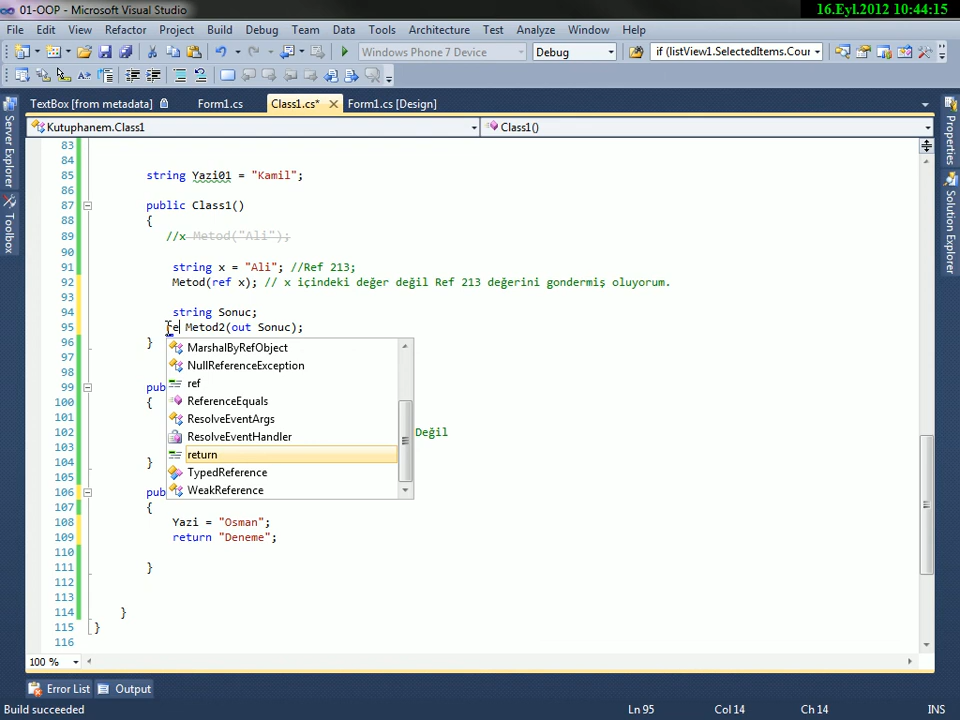 01-OOP - Microsoft Visual Studio
16.Eyl.2012 10:44:15
File Edit View Refactor Project Build Debug Team Data Tools Architecture Test Analyze Window Help
Windows Phone 7 Device Debug if (listView1.SelectedItems.Cour
TextBox [from metadata] Form1.cs Class1.cs* Form1.cs [Design]
Kutuphanem.Class1 Class1()
83
84
85 string Yazi01 = "Kamil";
86
87 public Class1()
88 {
89 //x Metod("Ali");
90
91 string x = "Ali"; //Ref 213;
92 Metod(ref x); // x içindeki değer değil Ref 213 değerini gondermiş oluyorum.
93
94 string Sonuc;
95 re Metod2(out Sonuc);
96 }
MarshalByRefObject
97
NullReferenceException
98
ref
99 pub
ReferenceEquals
100 {
ResolveEventArgs
101
ResolveEventHandler
102 Değil
return
103
104 }
TypedReference
105
WeakReference
106 pub
107 {
108 Yazi = "Osman";
109 return "Deneme";
110
111 }
112
113
114 }
115 }
116
100 %
Error List Output
Build succeeded Ln 95 Col 14 Ch 14 INS
Server Explorer
Toolbox
Properties
Solution Explorer